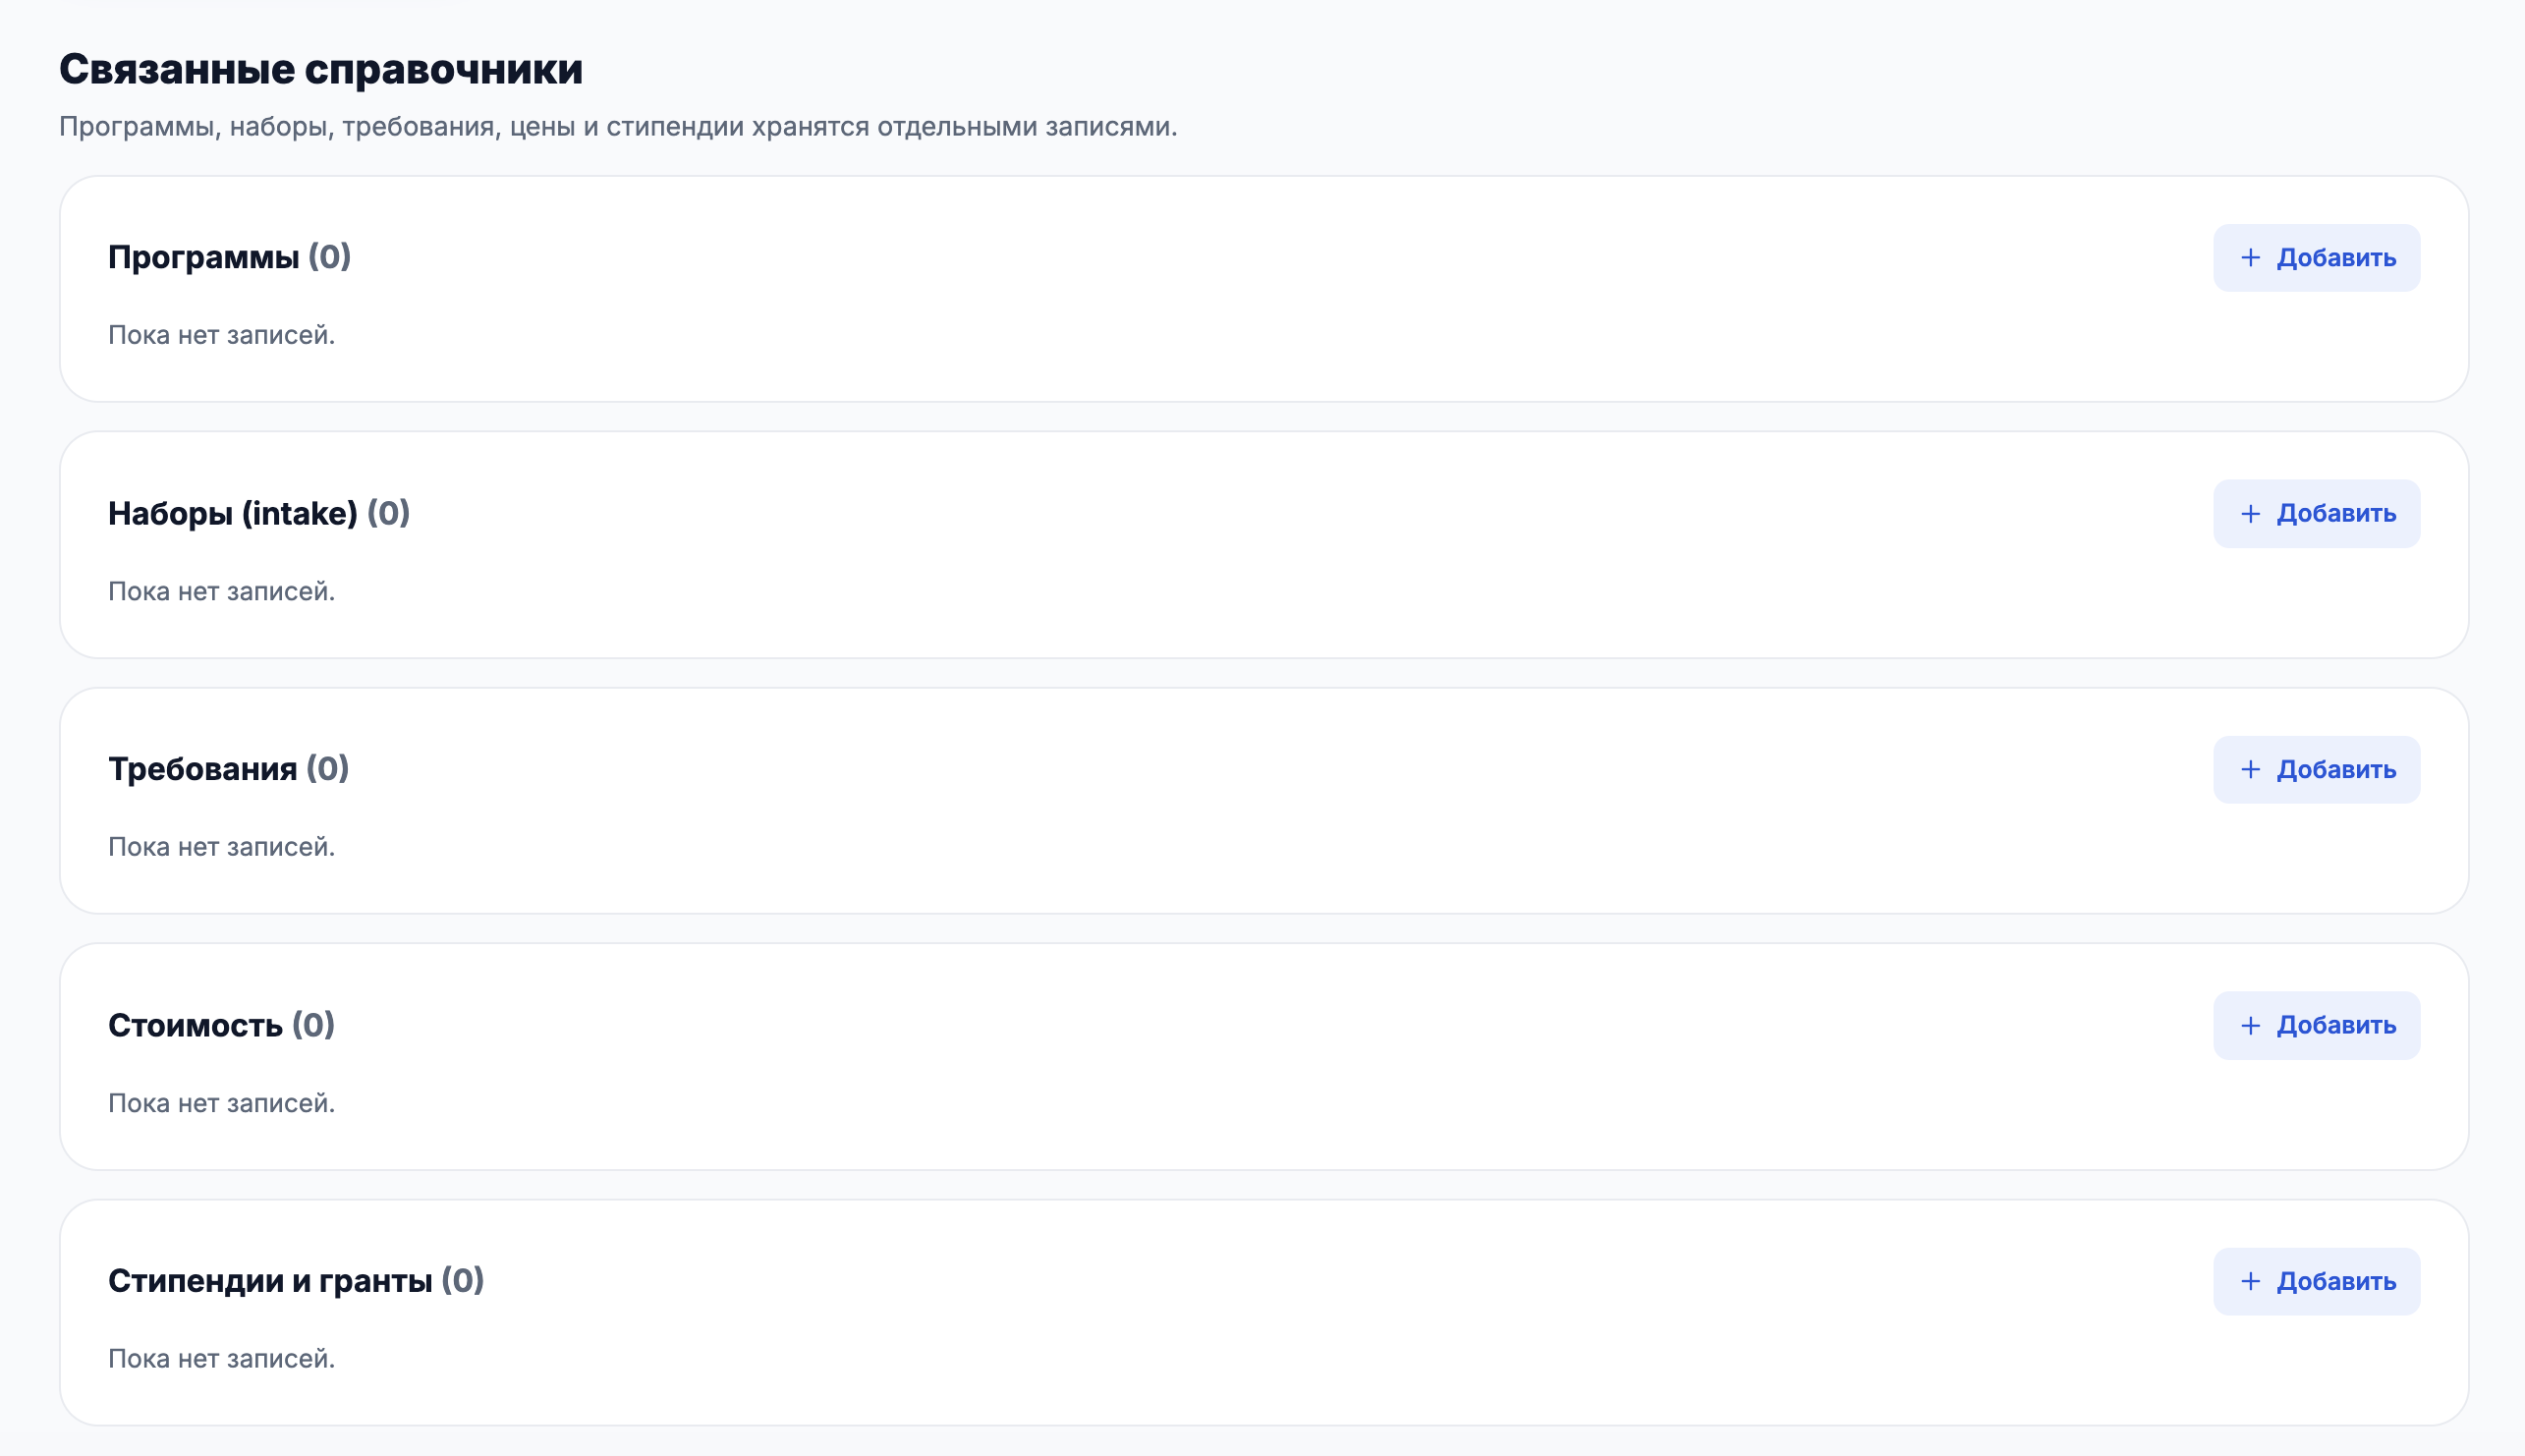 Связанные справочники
Программы, наборы, требования, цены и стипендии хранятся отдельными записями.
Программы (0)
+ Добавить
Пока нет записей.
Наборы (intake) (0)
+ Добавить
Пока нет записей.
Требования (0)
+ Добавить
Пока нет записей.
Стоимость (0)
+ Добавить
Пока нет записей.
Стипендии и гранты (0)
+ Добавить
Пока нет записей.